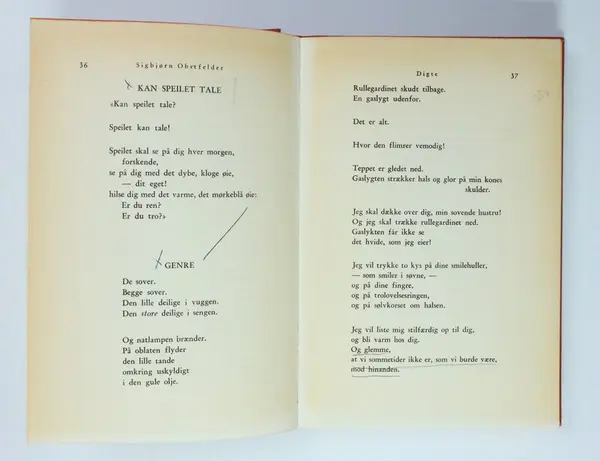 36
Sigbjørn Obstfelder
KAN SPEILET TALE
«Kan speilet tale?
Speilet kan tale!
Speilet skal se på dig hver morgen,
forskende,
se på dig med det dybe, kloge øie,
— dit eget!
hilse dig med det varme, det mørkeblå øie:
Er du ren?
Er du tro?»
GENRE
De sover.
Begge sover.
Den lille deilige i vuggen.
Den store deilige i sengen.
Og natlampen brænder.
På oblaten flyder
den lille tande
omkring uskyldigt
i den gule olje.
Digte
37
Rullegardinet skudt tilbage.
En gaslygt udenfor.
Det er alt.
Hvor den flimrer vemodig!
Teppet er gledet ned.
Gaslygten strækker hals og glor på min kones
skulder.
Jeg skal dække over dig, min sovende hustru!
Og jeg skal trække rullegardinet ned.
Gaslykten får ikke se
det hvide, som jeg eier!
Jeg vil trykke to kys på dine smilehuller,
— som smiler i søvne, —
og på dine fingre,
og på trolovelsesringen,
og på sølvkorset om halsen.
Jeg vil liste mig stilfærdig op til dig,
og bli varm hos dig.
Og glemme,
at vi sommetider ikke er, som vi burde være,
mod hinanden.